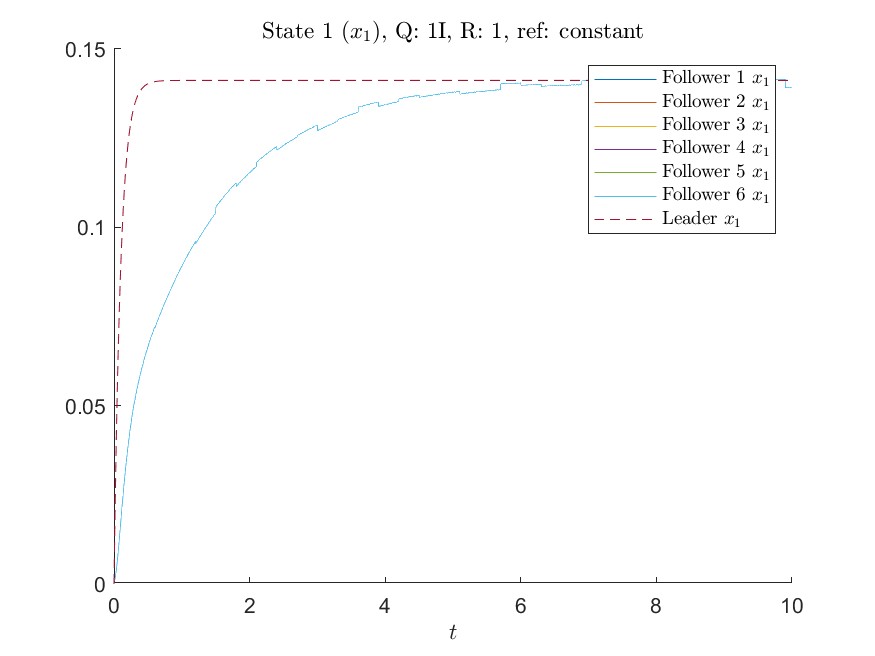 State 1 (x₁), Q: 1I, R: 1, ref: constant
0.15
0.1
0.05
0
0
2
4
6
8
10
t
Follower 1 x₁
Follower 2 x₁
Follower 3 x₁
Follower 4 x₁
Follower 5 x₁
Follower 6 x₁
Leader x₁